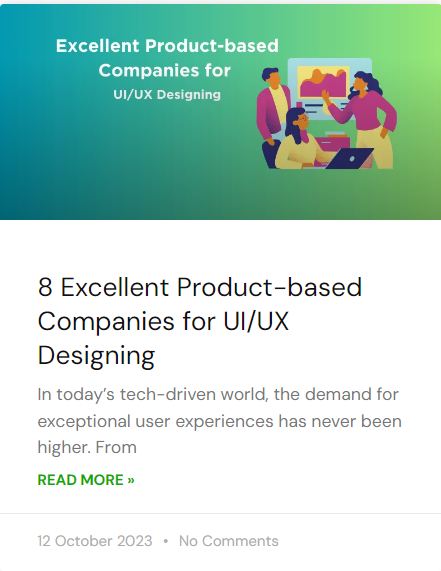 Excellent Product-based
Companies for
UI/UX Designing
8 Excellent Product-based
Companies for UI/UX
Designing
In today’s tech-driven world, the demand for
exceptional user experiences has never been
higher. From
READ MORE »
12 October 2023 • No Comments